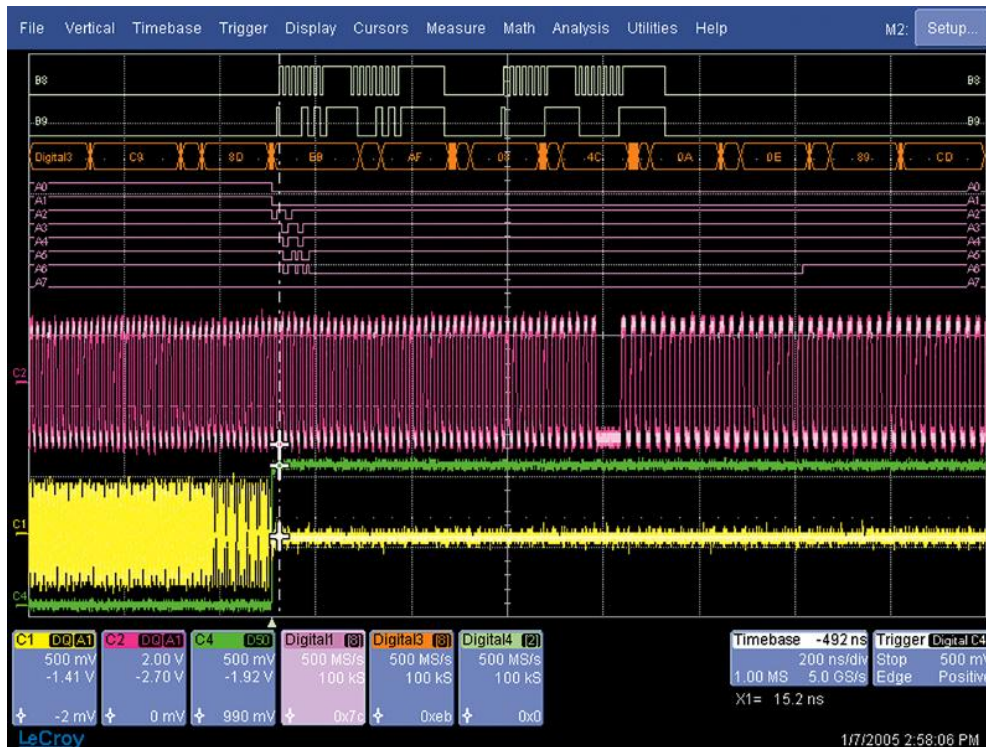 File Vertical Timebase Trigger Display Cursors Measure Math Analysis Utilities Help M2: Setup...
B8 B8
B9 B9
Digital3 C9 8D EB AF 4C 0A 0E 89 CD
A0 A0
A1 A1
A2 A2
A3 A3
A4 A4
A5 A5
A6 A6
A7 A7
C2
C1
C4
C1 DQ A1 C2 DQ A1 C4 D50 Digital1 [8] Digital3 [8] Digital4 [2] Timebase -492 ns Trigger Digital C4
500 mV 2.00 V 500 mV 500 MS/s 500 MS/s 500 MS/s 200 ns/div Stop 500 mV
-1.41 V -2.70 V -1.92 V 100 kS 100 kS 100 kS 1.00 MS 5.0 GS/s Edge Positive
-2 mV 0 mV 990 mV 0x7c 0xeb 0x0 X1= 15.2 ns
LeCroy 1/7/2005 2:58:06 PM